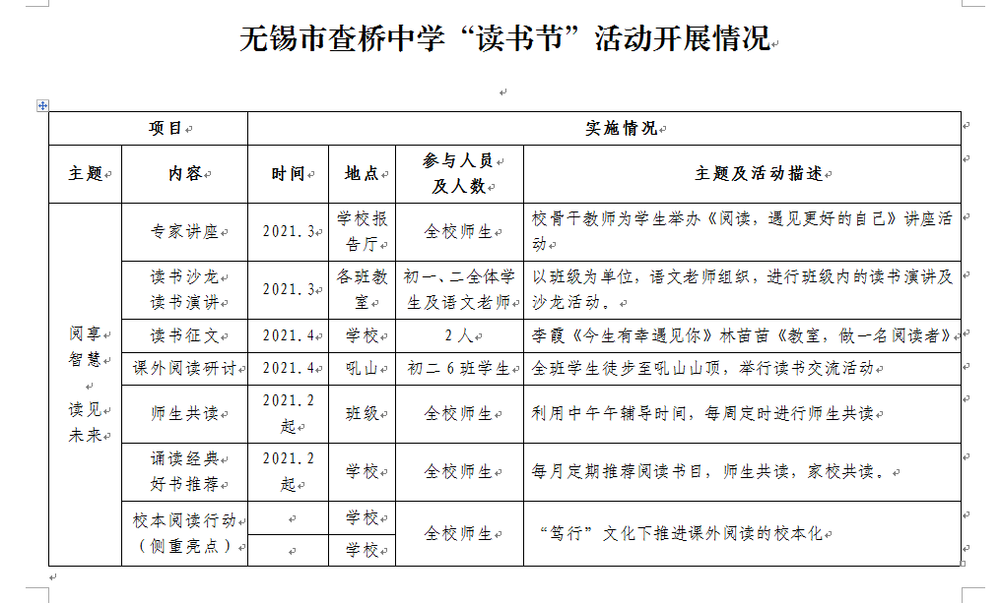 无锡市查桥中学“读书节”活动开展情况
项目
实施情况
主题
内容
时间
地点
参与人员
及人数
主题及活动描述
阅享
智慧
读见
未来
专家讲座
2021.3
学校报
告厅
全校师生
校骨干教师为学生举办《阅读，遇见更好的自己》讲座活
动
读书沙龙
读书演讲
2021.3
各班教
室
初一、二全体学
生及语文老师
以班级为单位，语文老师组织，进行班级内的读书演讲及
沙龙活动。
读书征文
2021.4
学校
2人
李霞《今生有幸遇见你》林苗苗《教室，做一名阅读者》
课外阅读研讨
2021.4
吼山
初二6班学生
全班学生徒步至吼山山顶，举行读书交流活动
师生共读
2021.2
起
班级
全校师生
利用中午午辅导时间，每周定时进行师生共读
诵读经典
好书推荐
2021.2
起
学校
全校师生
每月定期推荐阅读书目，师生共读，家校共读。
校本阅读行动
（侧重亮点）
学校
学校
全校师生
“笃行”文化下推进课外阅读的校本化